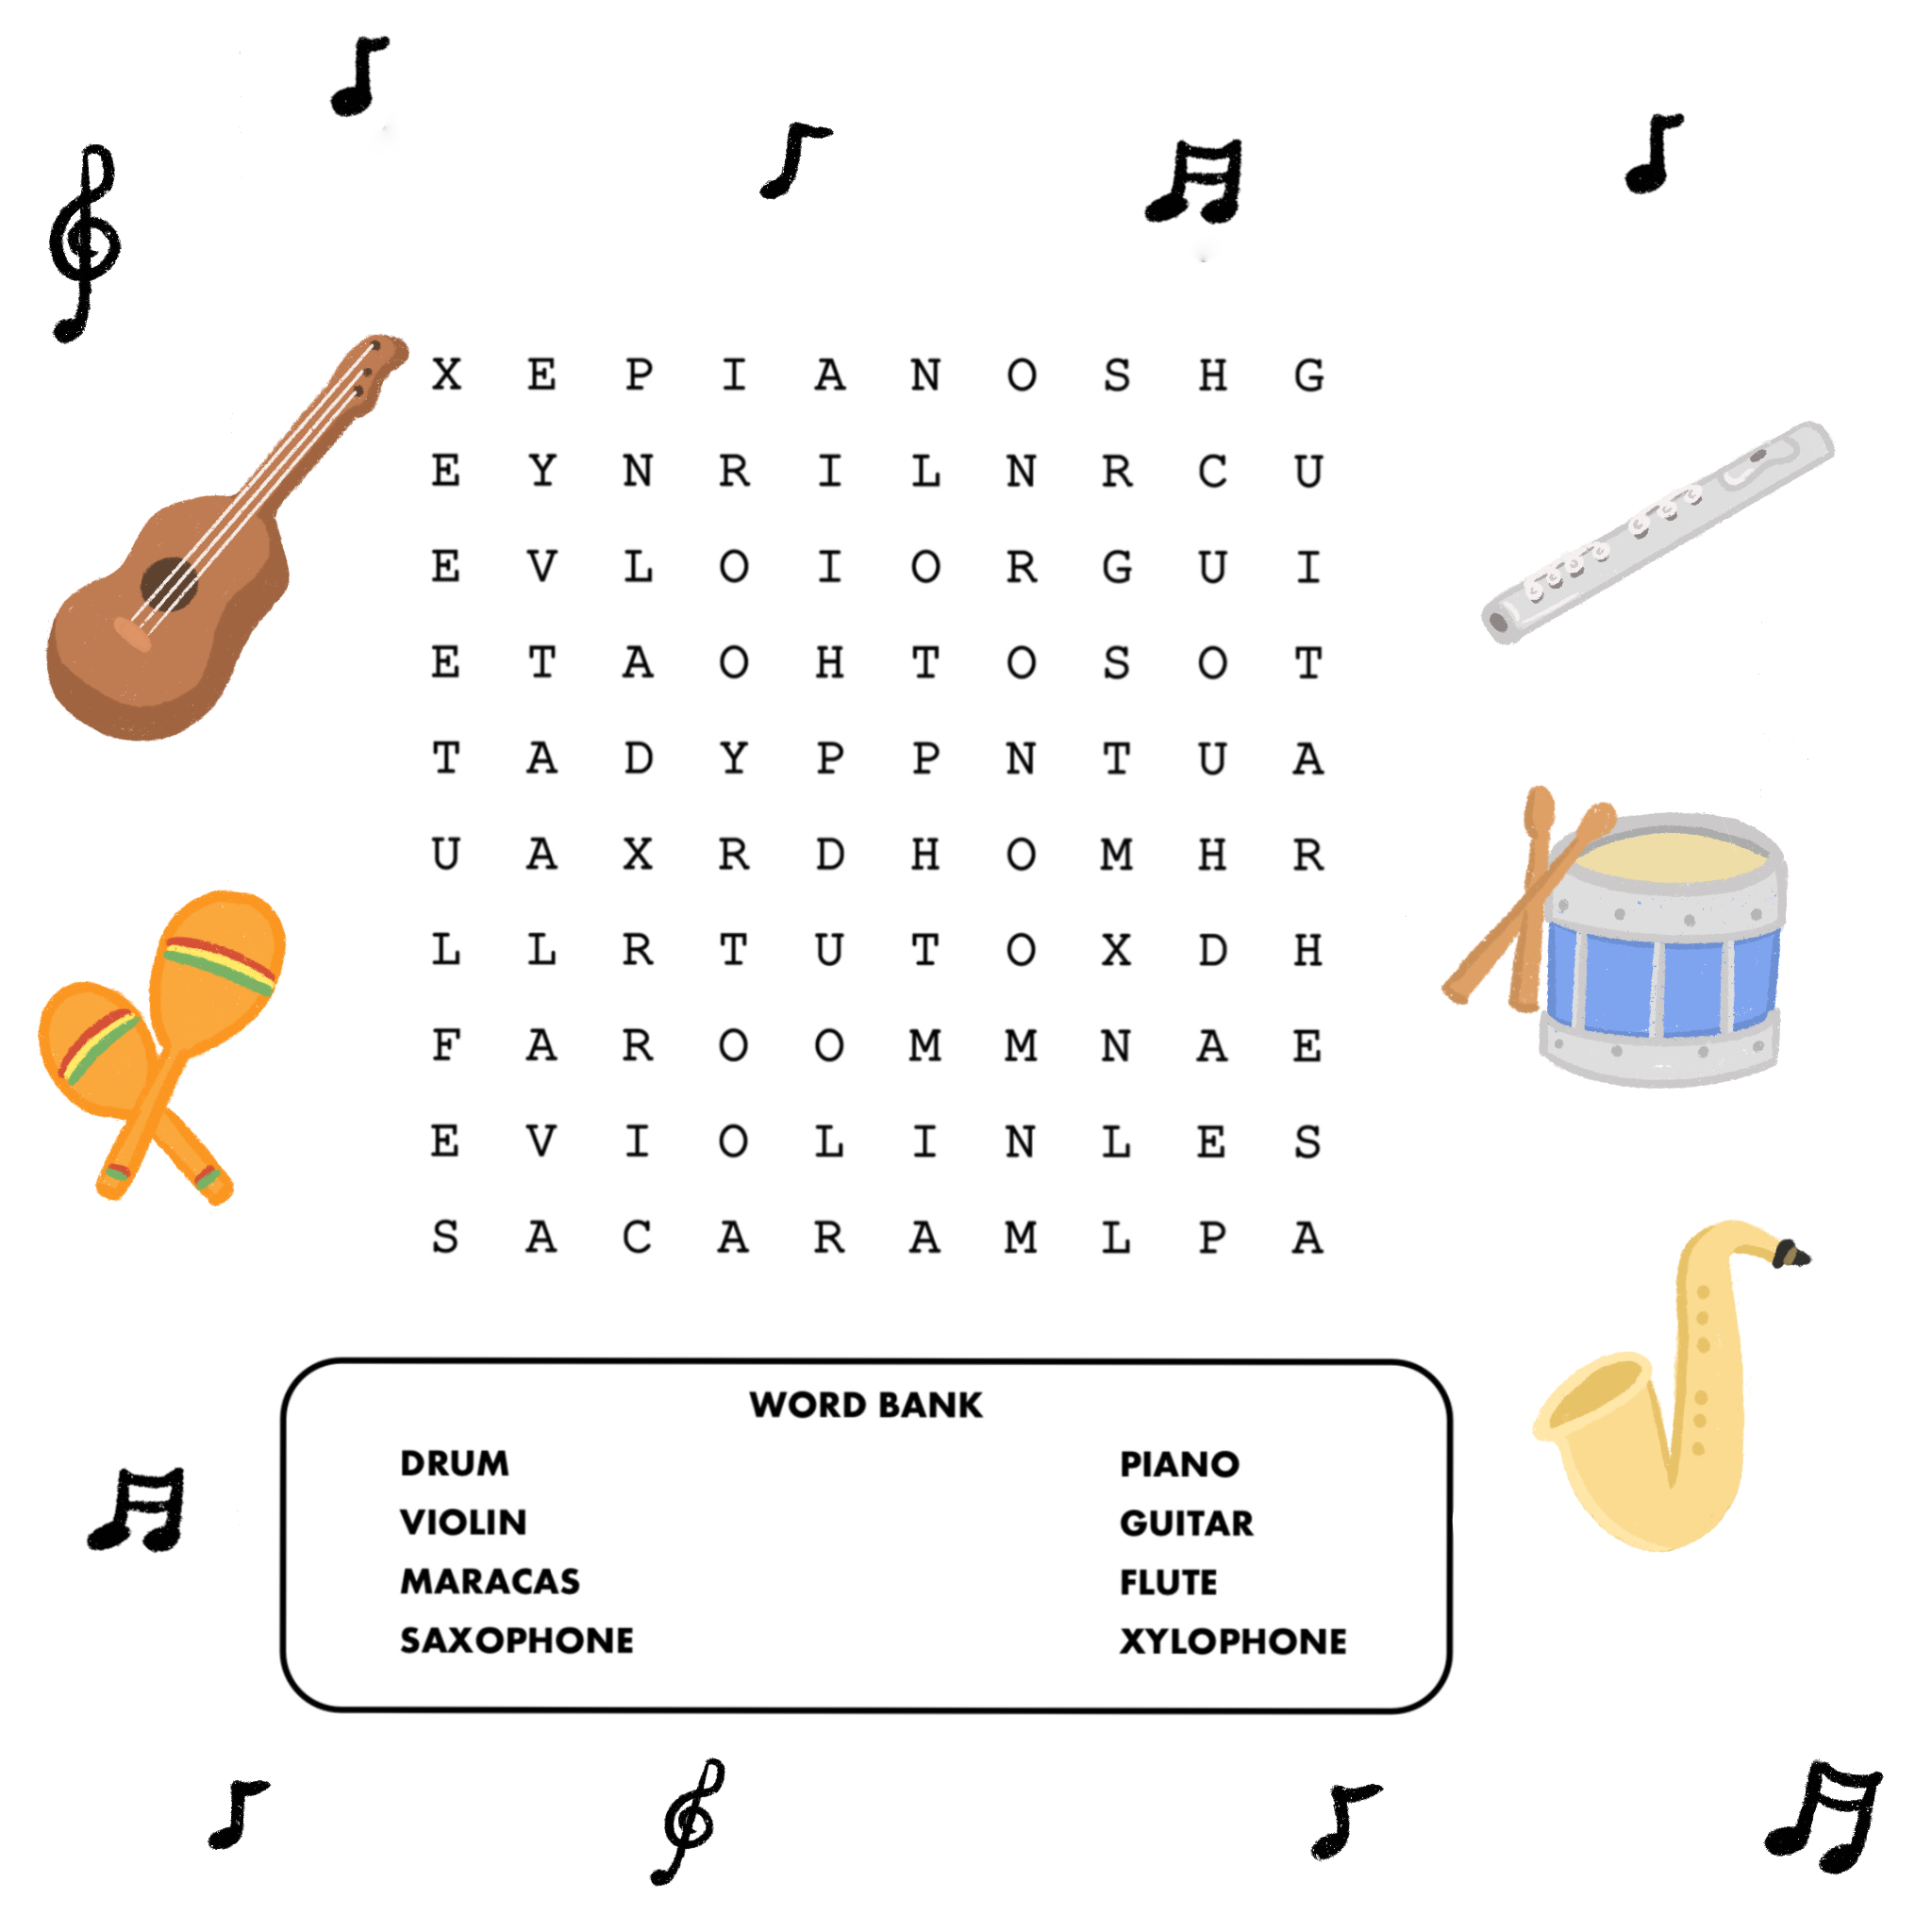 X E P I A N O S H G
E Y N R I L N R C U
E V L O I O R G U I
E T A O H T O S O T
T A D Y P P N T U A
U A X R D H O M H R
L L R T U T O X D H
F A R O O M M N A E
E V I O L I N L E S
S A C A R A M L P A
WORD BANK
DRUM PIANO
VIOLIN GUITAR
MARACAS FLUTE
SAXOPHONE XYLOPHONE